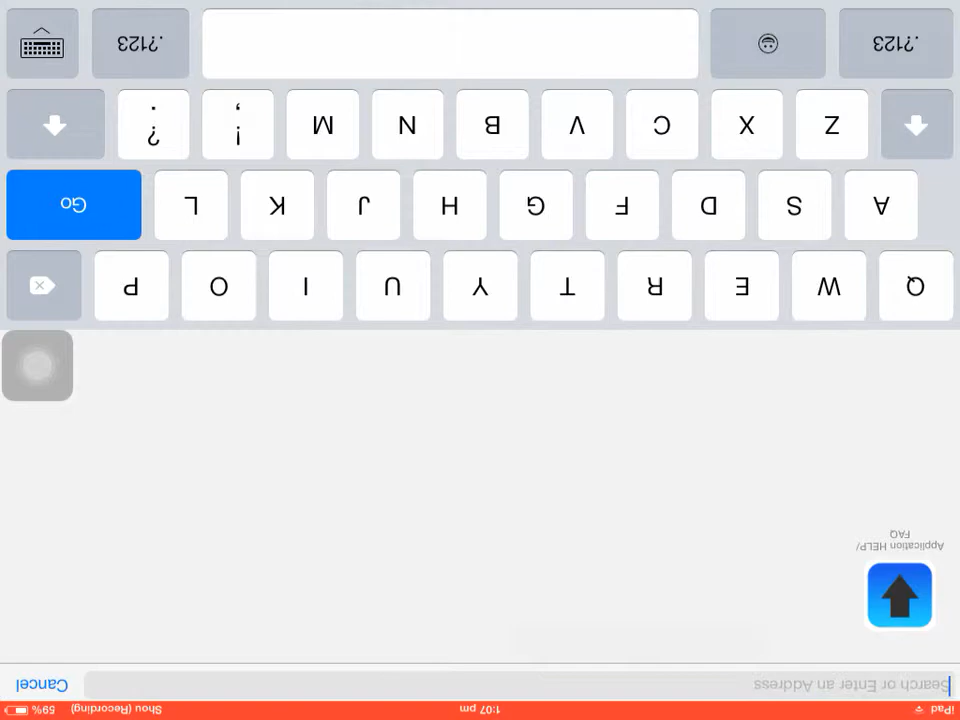 iPad 1:07 pm Shou (Recording) 59%
Search or Enter an Address Cancel
Application HELP/
FAQ
Q W E R T Y U I O P
A S D F G H J K L Go
Z X C V B N M ! , ? .
.?123 .?123